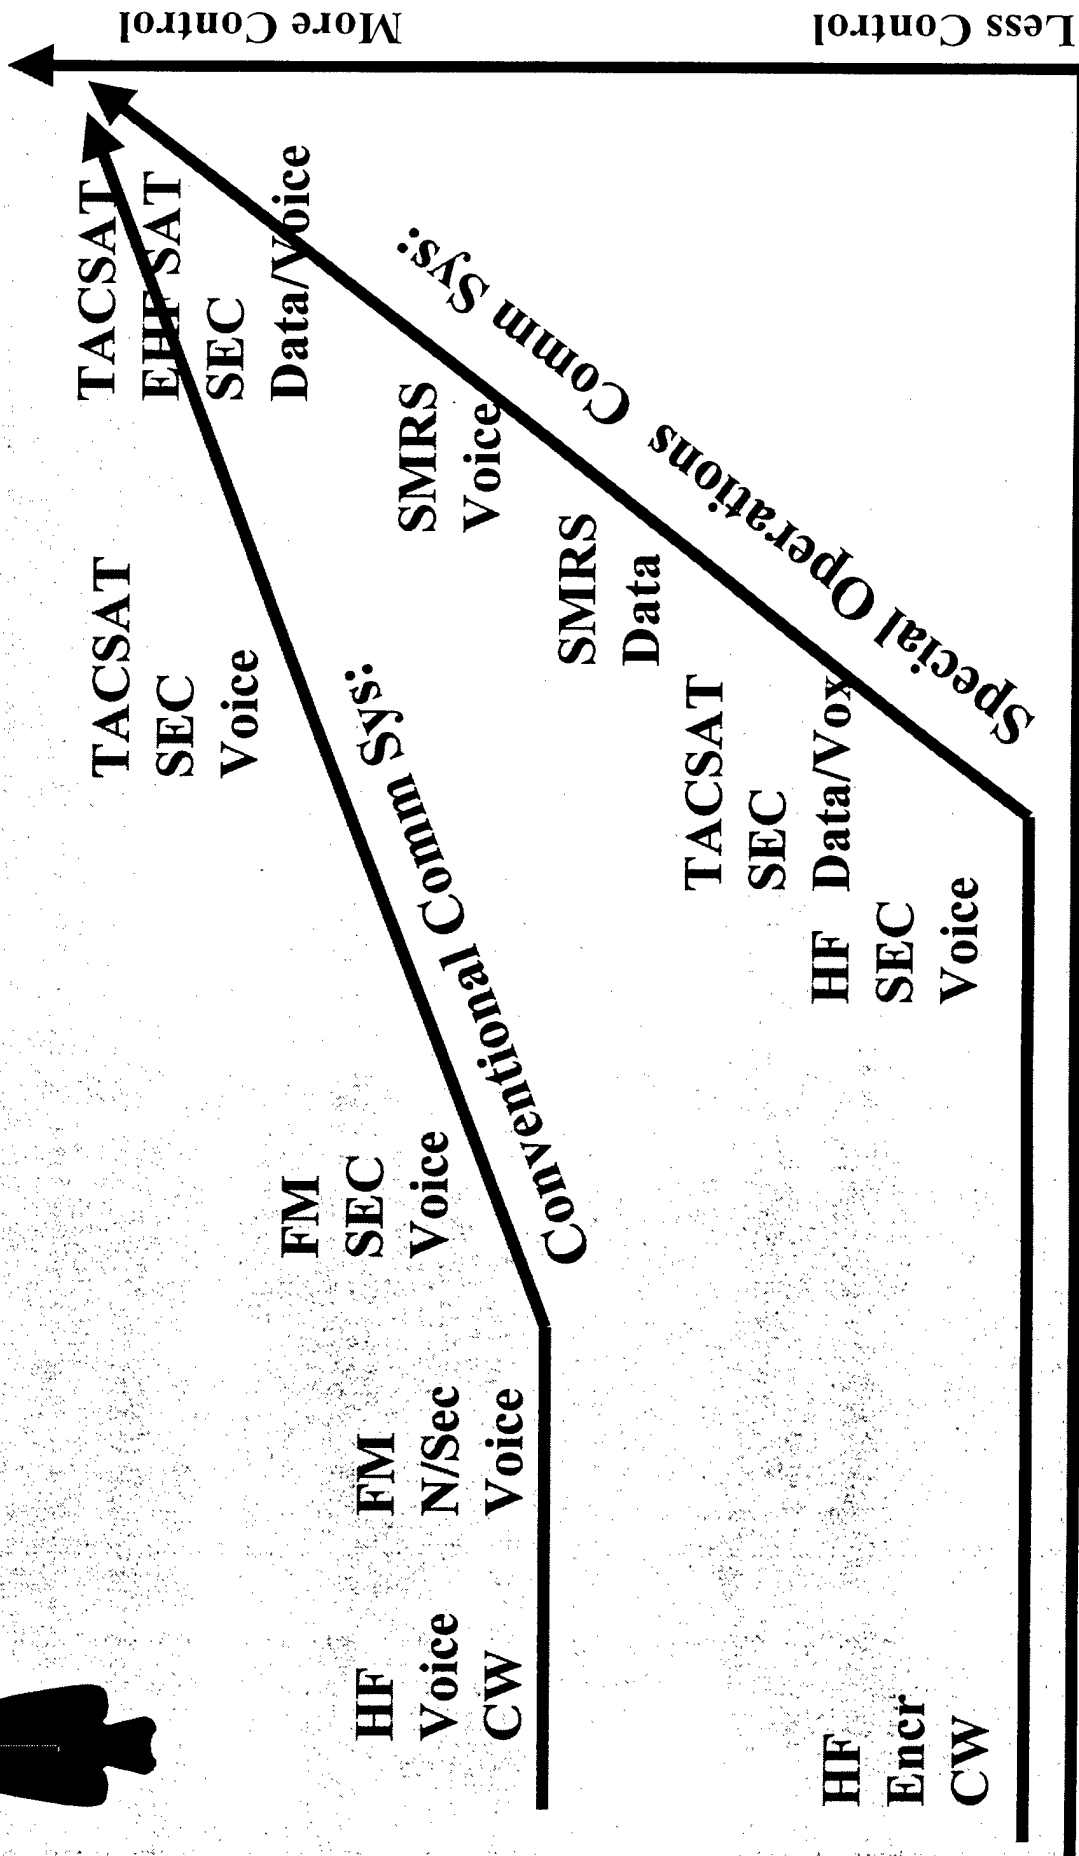 HF
Voice
CW
FM
N/Sec
Voice
FM
SEC
Voice
TACSAT
SEC
Voice
TACSAT
EHF SAT
SEC
Data/Voice
Conventional Comm Sys:
HF
Encr
CW
HF
SEC
Voice
TACSAT
SEC
Data/Vox
SMRS
Data
SMRS
Voice
Special Operations Comm Sys:
More Control
Less Control